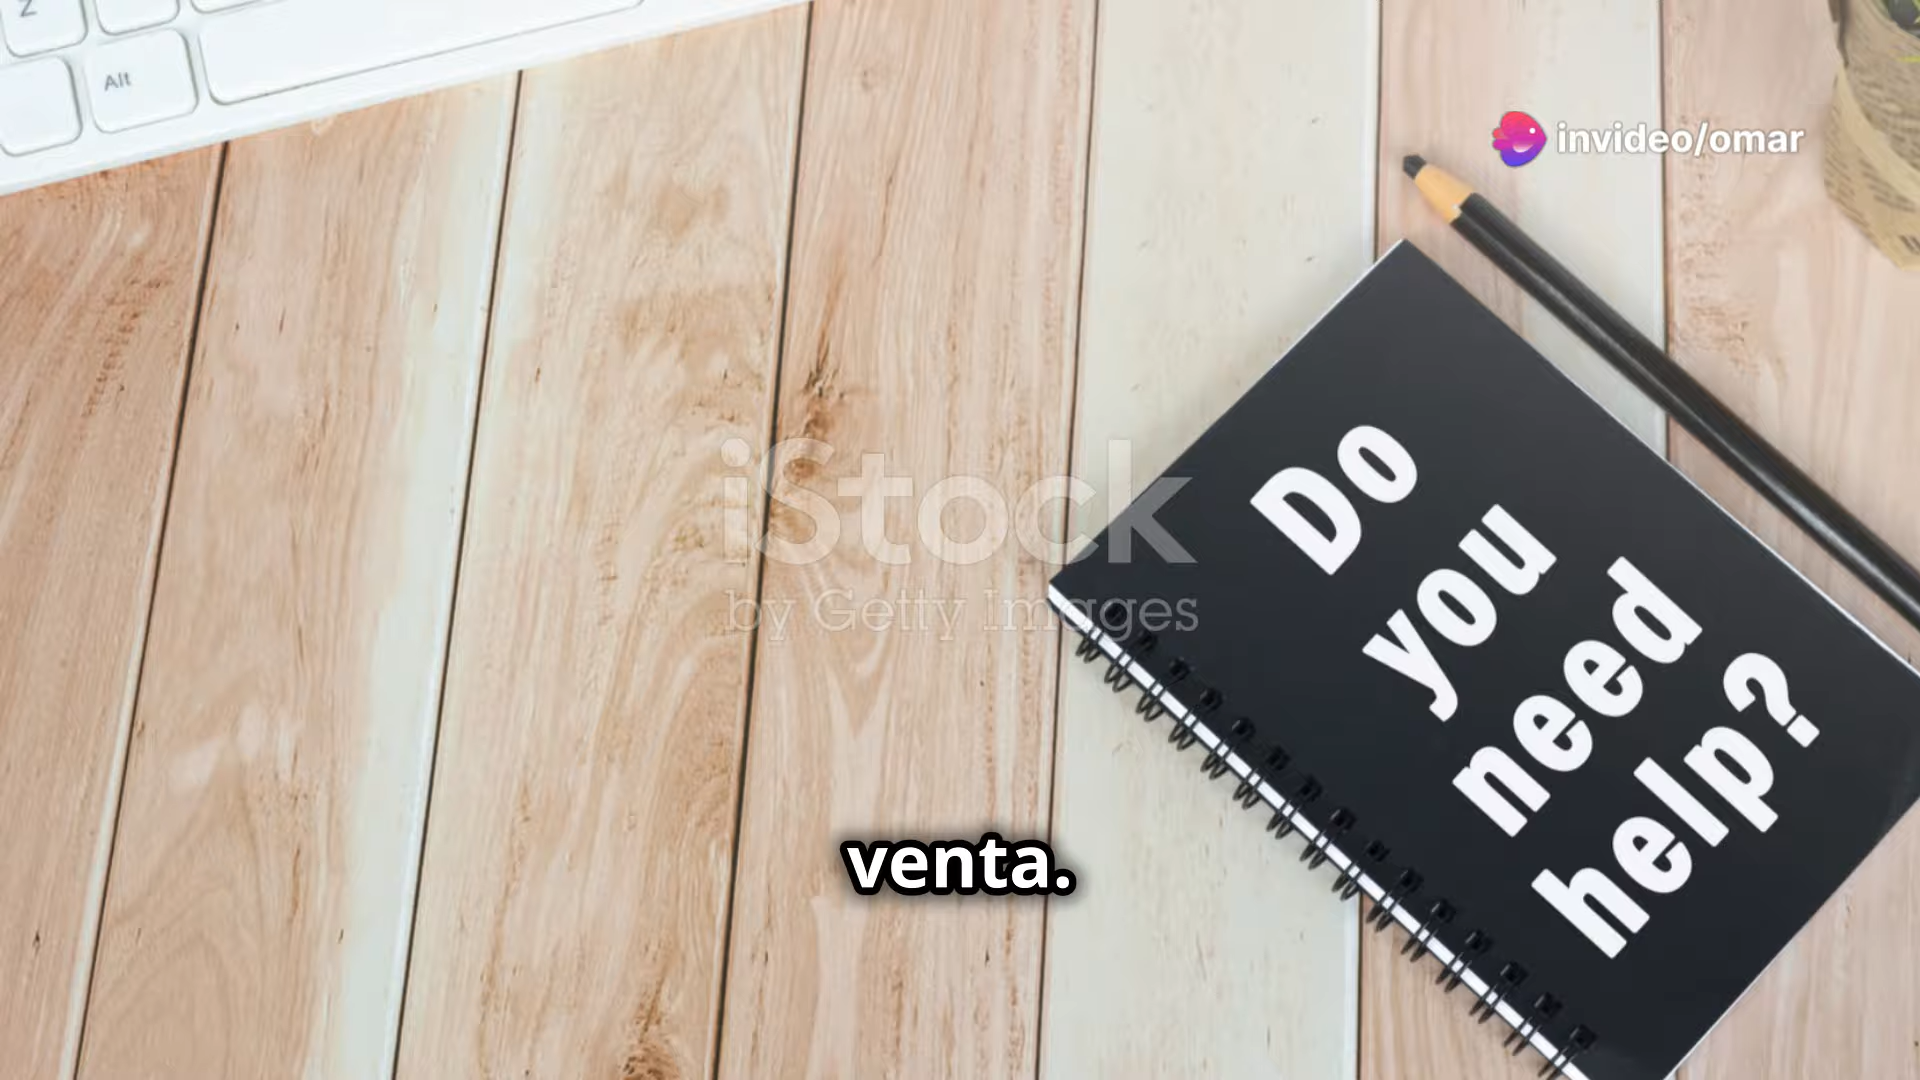 Z
Alt
invideo/omar
iStock
by Getty Images
Do
you
need
help?
venta.